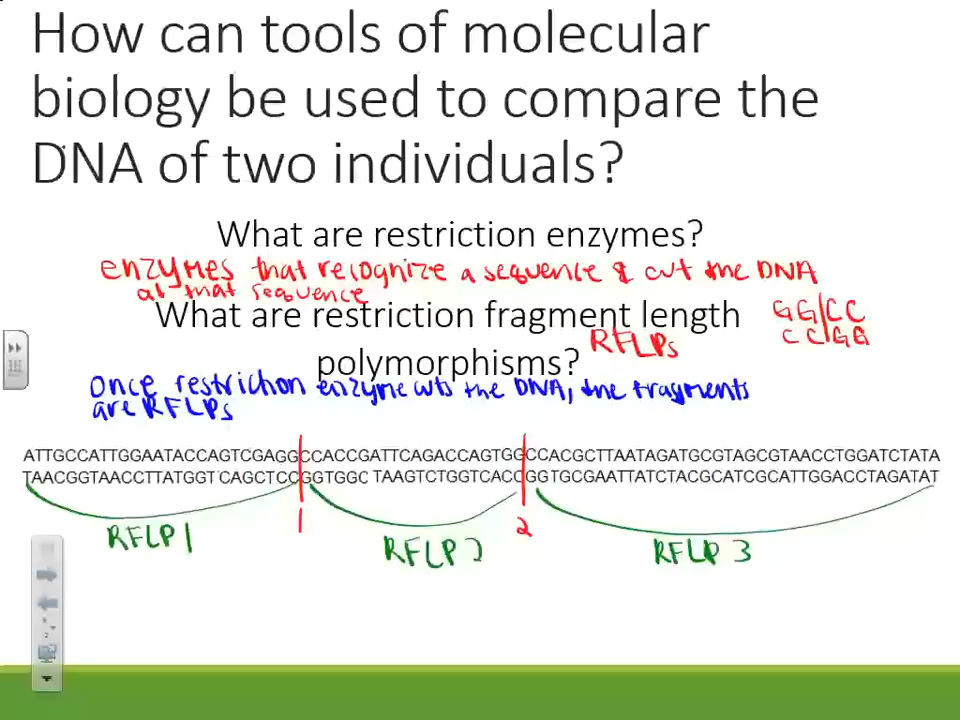 How can tools of molecular
biology be used to compare the
DNA of two individuals?
What are restriction enzymes?
enzymes that recognize a sequence & cut the DNA
at that sequence
What are restriction fragment length
GG/CC
CC/GG
polymorphisms?
RFLPs
Once restriction enzyme cuts the DNA, the fragments
are RFLPs
ATTGCCATTGGAATACCAGTCGAGGCCACCGATTCAGACCAGTGGCCACGCTTAATAGATGCGTAGCGTAACCTGGATCTATA
TAACGGTAACCTTATGGTCAGCTCCGGTGGC TAAGTCTGGTCACCGGTGCGAATTATCTACGCATCGCATTGGACCTAGATAT
1
2
RFLP 1
RFLP 2
RFLP 3